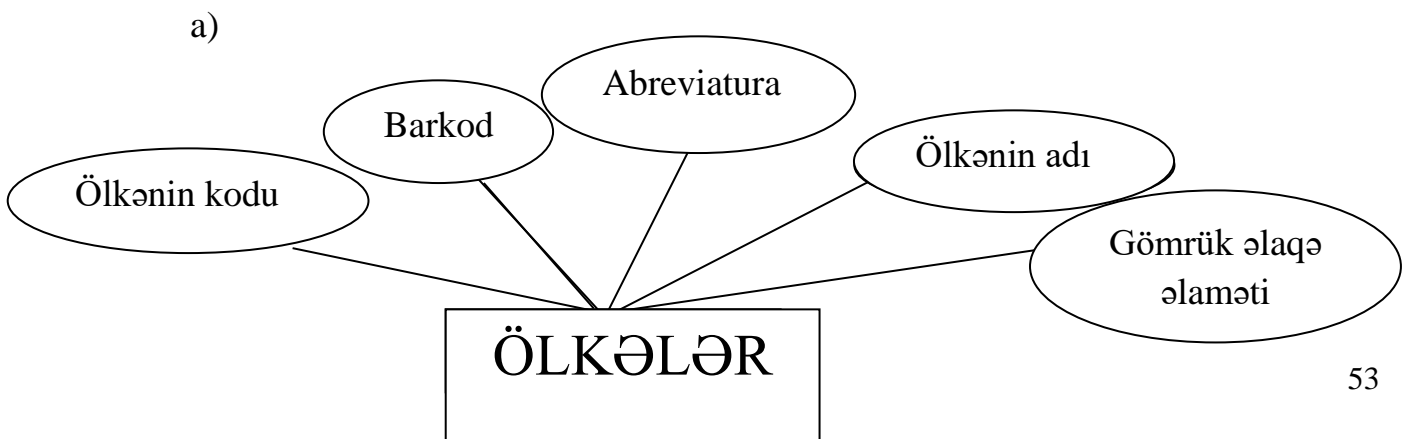 a)
Abreviatura
Barkod
Ölkənin adı
Ölkənin kodu
Gömrük əlaqə
əlaməti
ÖLKƏLƏR
53